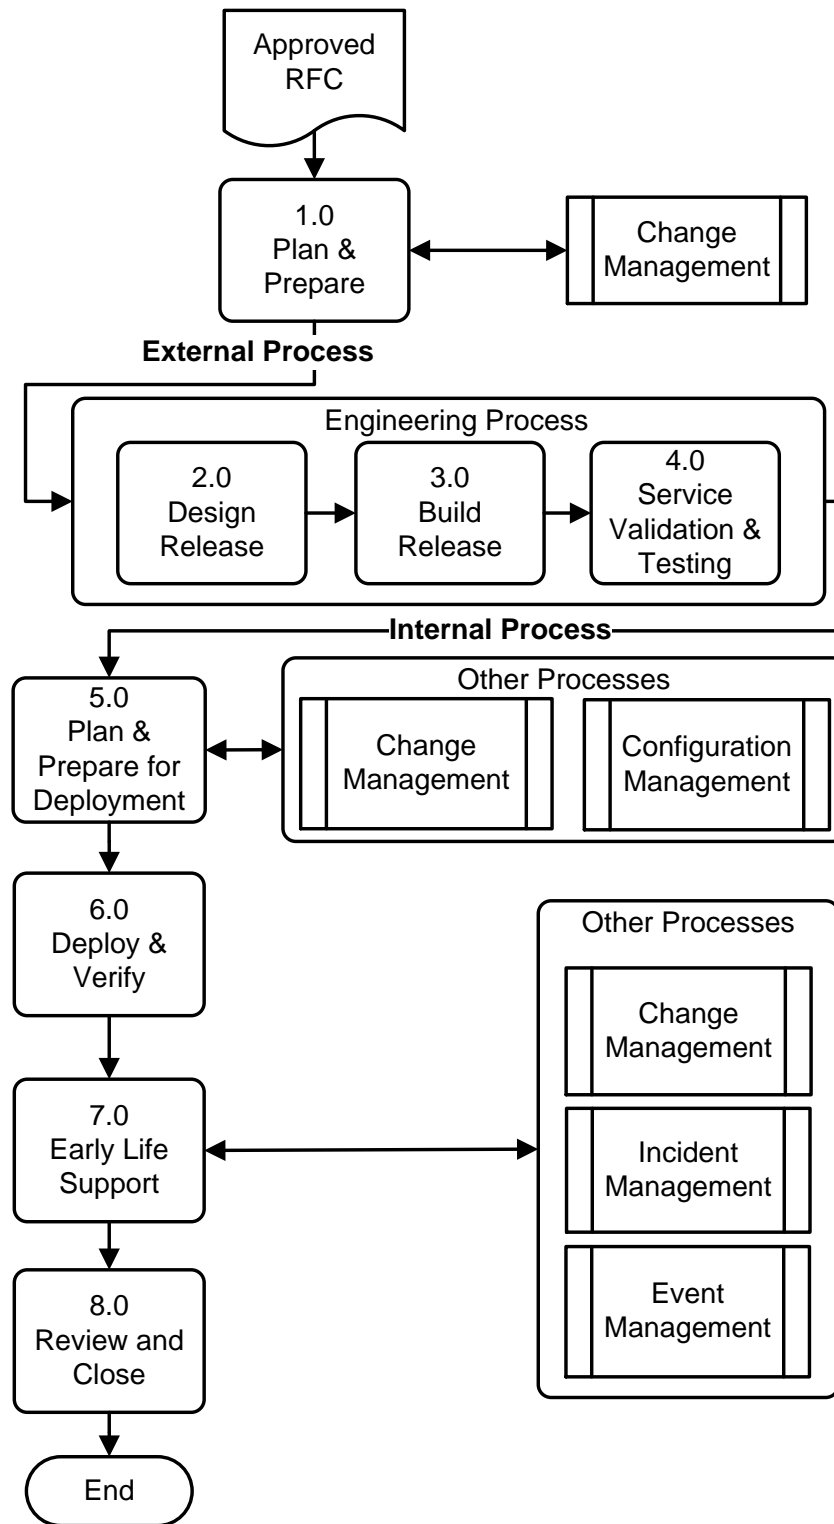 Approved
RFC
1.0
Plan &
Prepare
Change
Management
External Process
Engineering Process
2.0
Design
Release
3.0
Build
Release
4.0
Service
Validation &
Testing
Internal Process
5.0
Plan &
Prepare for
Deployment
Other Processes
Change
Management
Configuration
Management
6.0
Deploy &
Verify
Other Processes
Change
Management
7.0
Early Life
Support
Incident
Management
Event
Management
8.0
Review and
Close
End